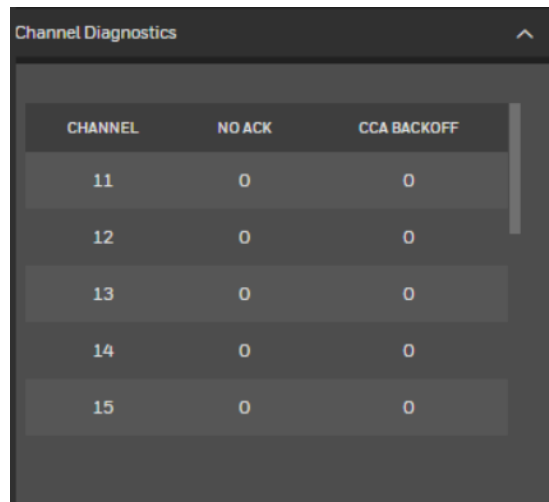 Channel Diagnostics
CHANNEL NO ACK CCA BACKOFF
11 0 0
12 0 0
13 0 0
14 0 0
15 0 0